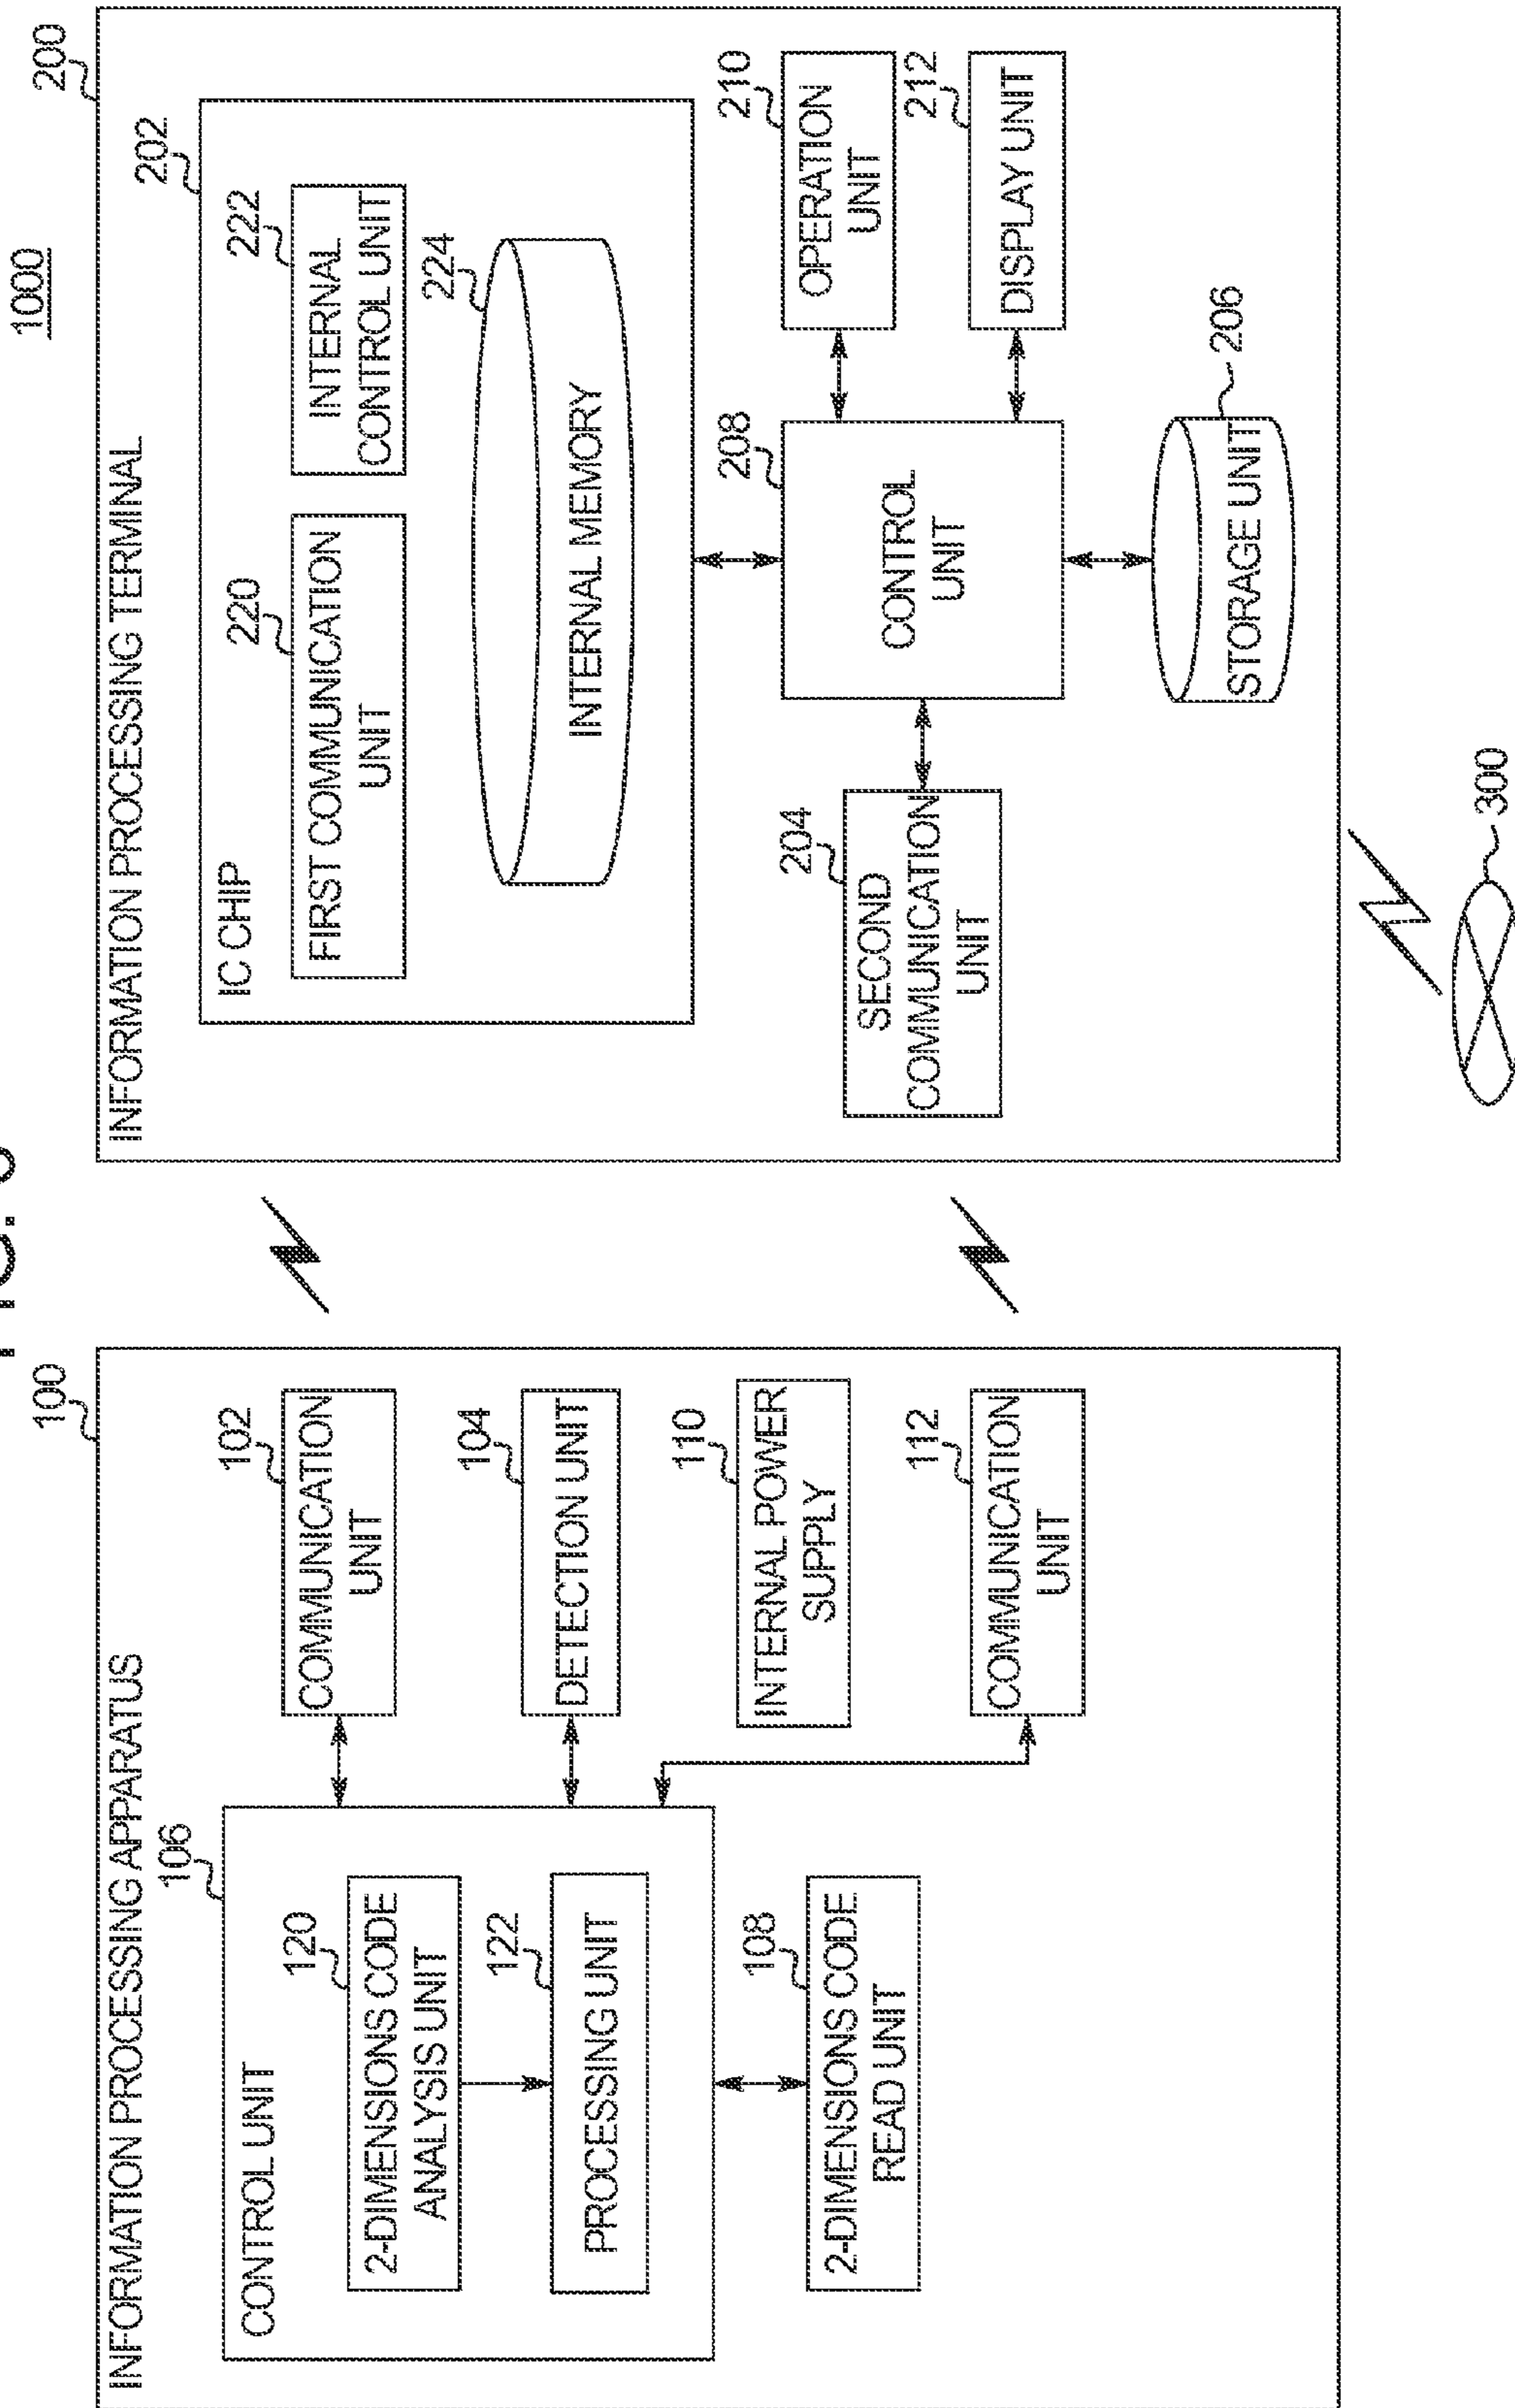 1000
100
INFORMATION PROCESSING APPARATUS
106
CONTROL UNIT
120
2-DIMENSIONS CODE
ANALYSIS UNIT
122
PROCESSING UNIT
108
2-DIMENSIONS CODE
READ UNIT
102
COMMUNICATION
UNIT
104
DETECTION UNIT
110
INTERNAL POWER
SUPPLY
112
COMMUNICATION
UNIT
200
INFORMATION PROCESSING TERMINAL
202
IC CHIP
220
FIRST COMMUNICATION
UNIT
222
INTERNAL
CONTROL UNIT
224
INTERNAL MEMORY
204
SECOND
COMMUNICATION
UNIT
208
CONTROL
UNIT
210
OPERATION
UNIT
212
DISPLAY UNIT
206
STORAGE UNIT
300